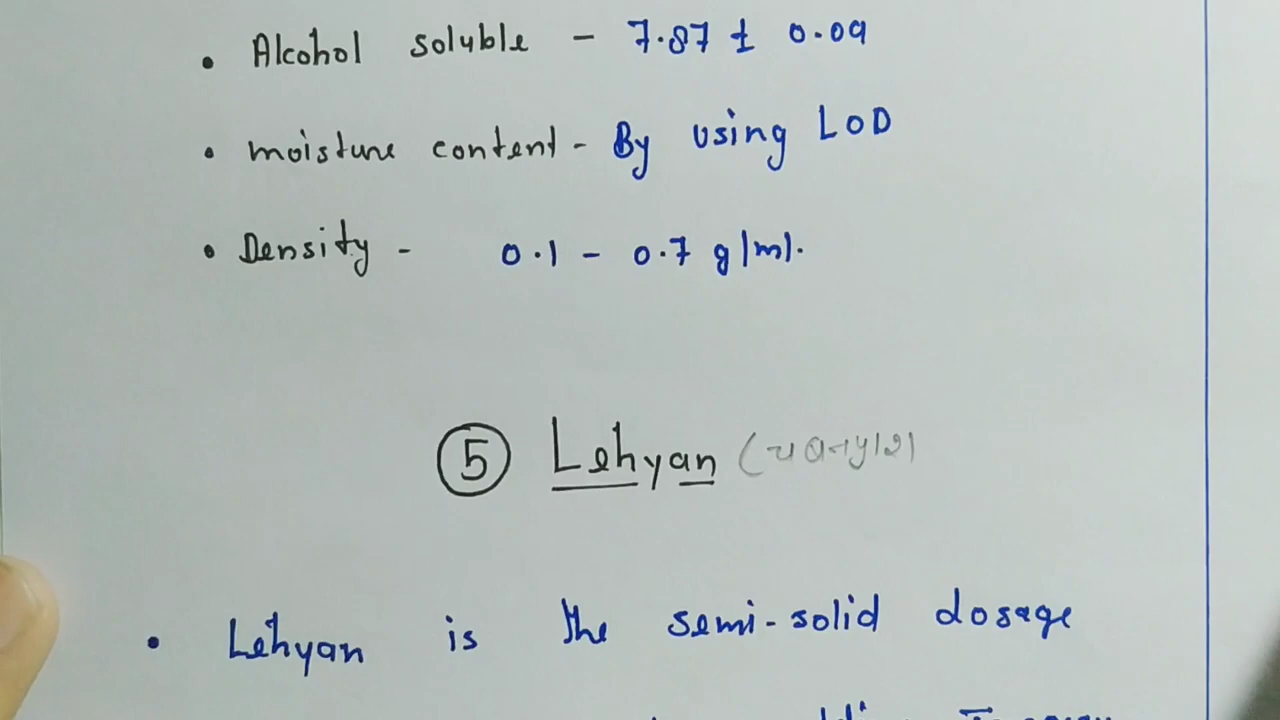 • Alcohol soluble - 7.87 ± 0.09
• moisture content - By using LOD
• Density - 0.1 - 0.7 g/ml.
⑤ Lehyan
• Lehyan is the semi-solid dosage